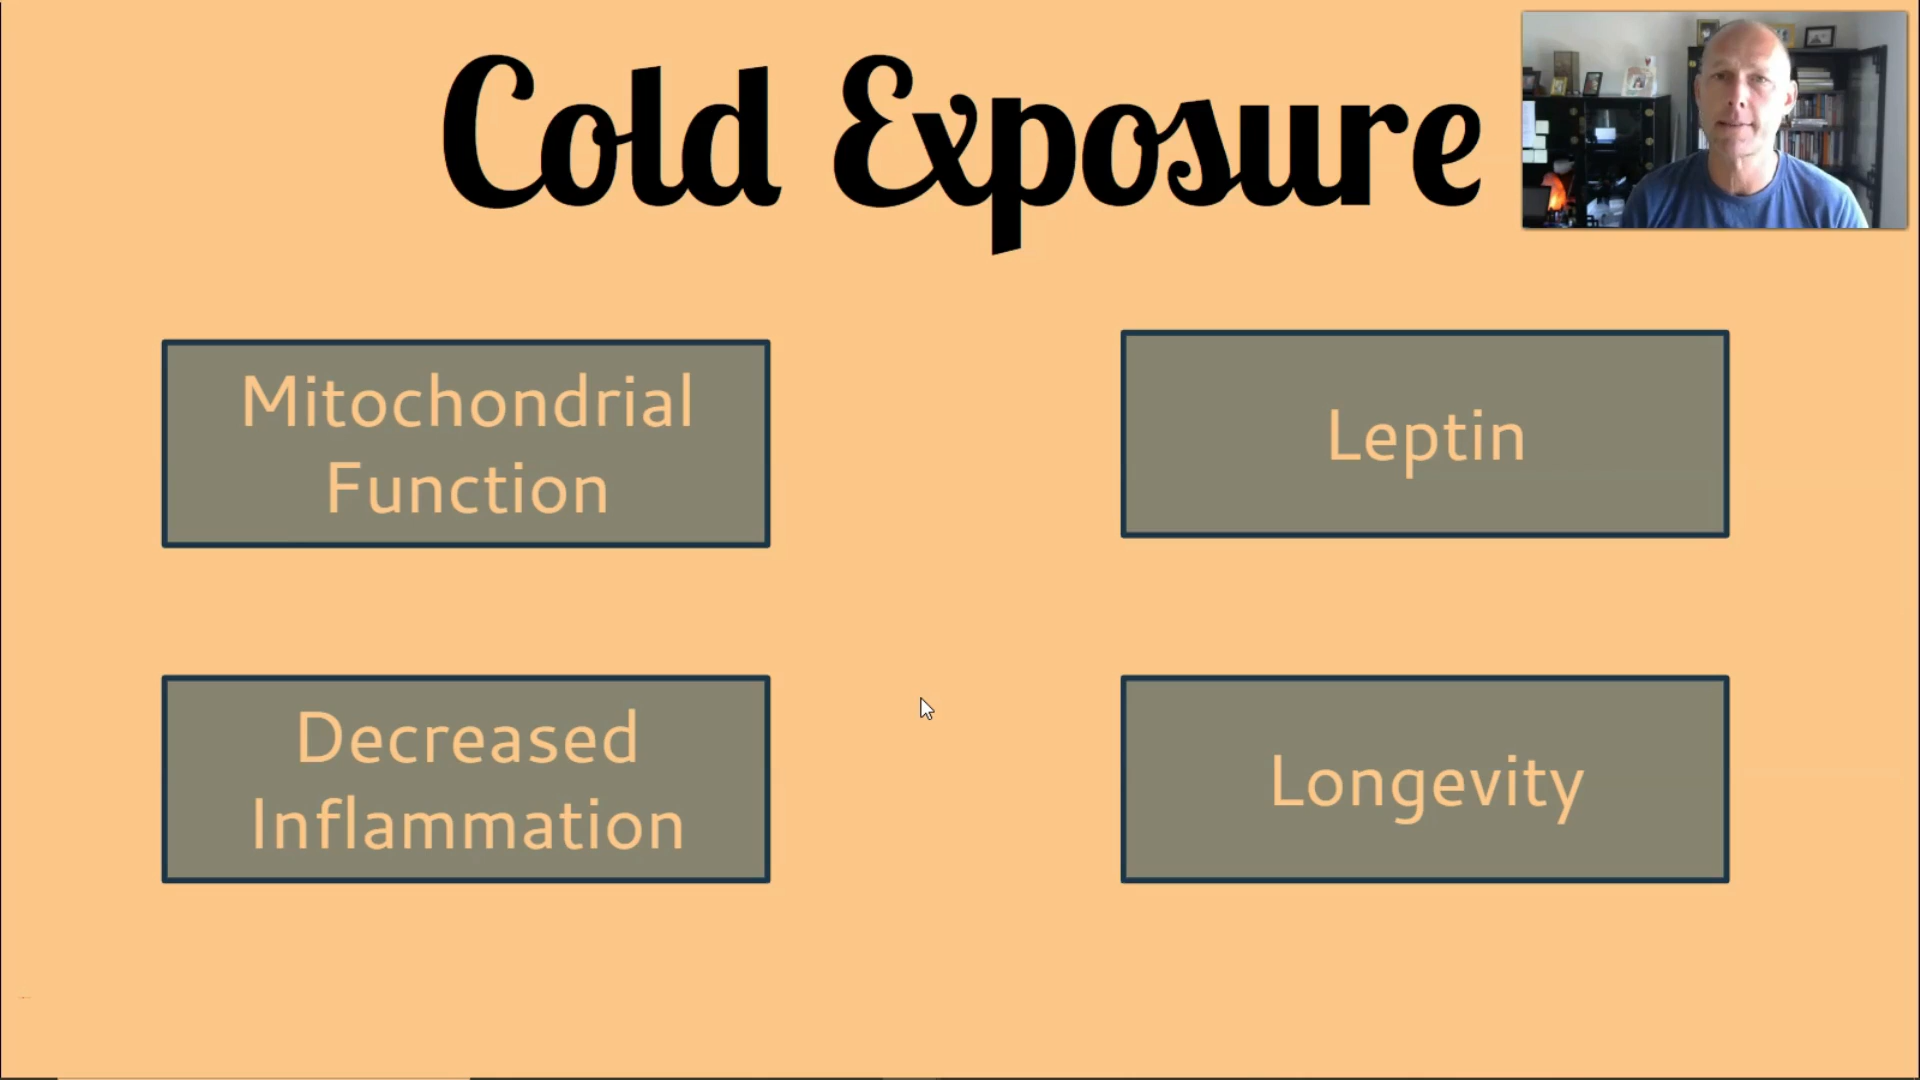 Cold Exposure
Mitochondrial
Function
Leptin
Decreased
Inflammation
Longevity